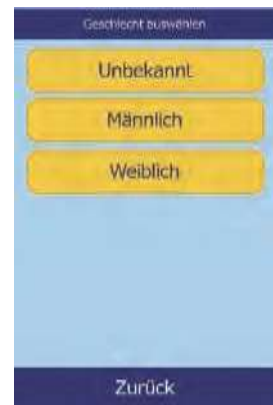 Geschlecht auswählen
Unbekannt
Männlich
Weiblich
Zurück